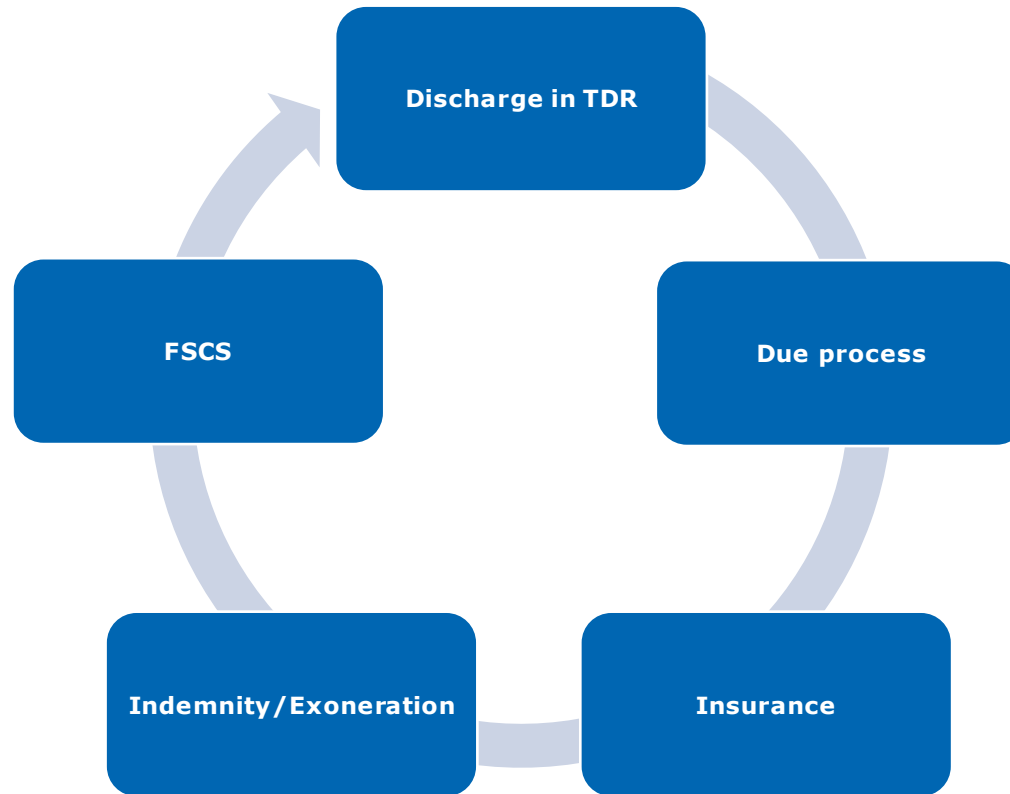 Discharge in TDR
FSCS
Due process
Indemnity/Exoneration
Insurance